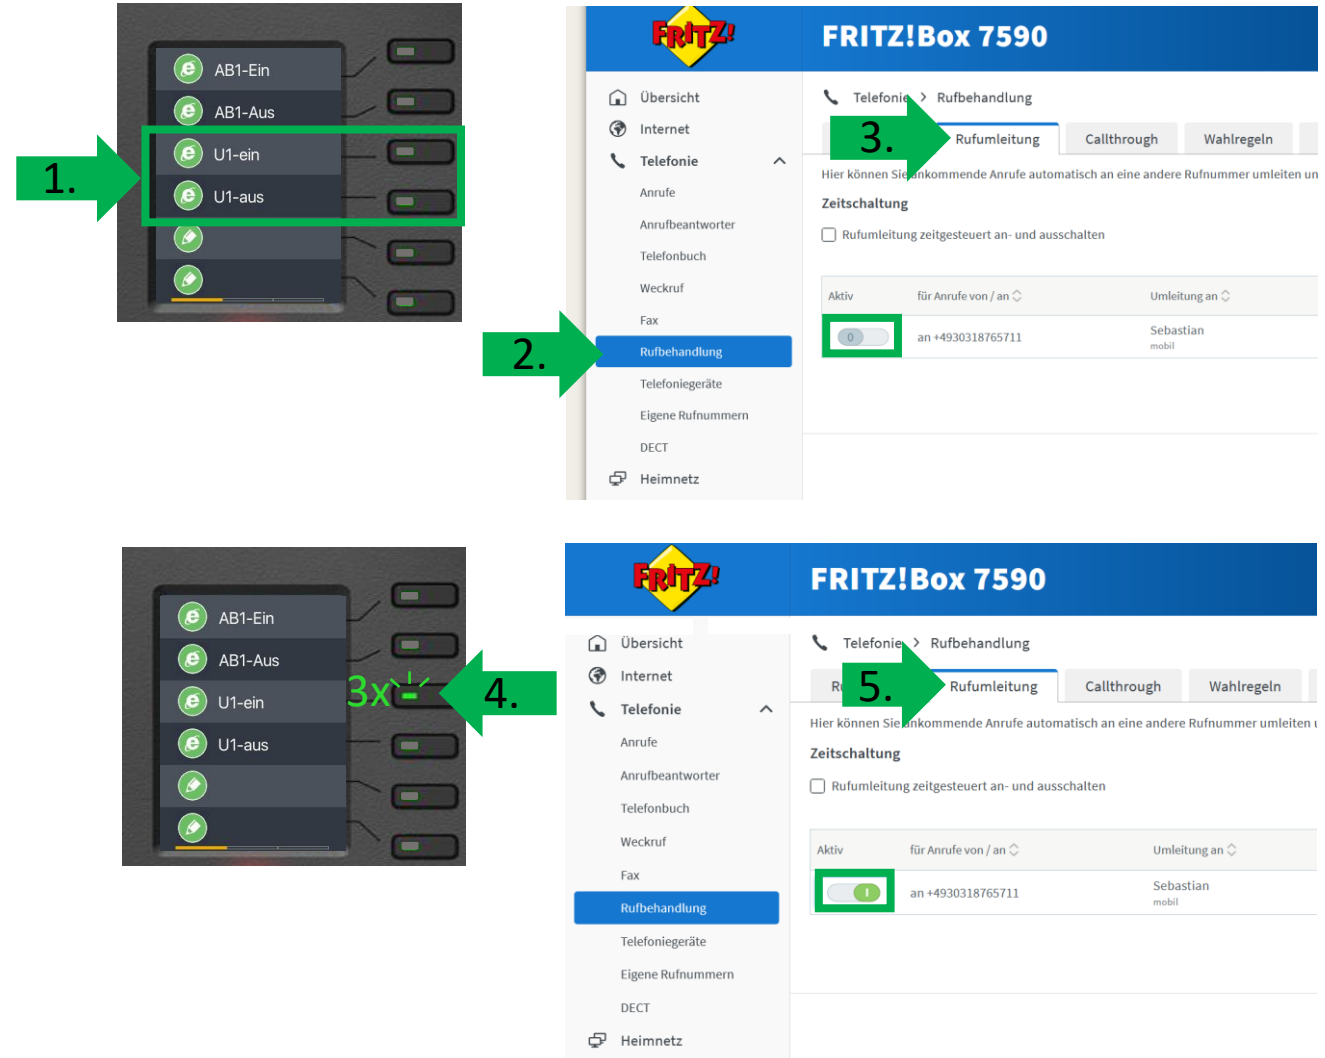 AB1-Ein
AB1-Aus
U1-ein
U1-aus
1.
FRITZ!
FRITZ!Box 7590
Übersicht
Internet
Telefonie
Anrufe
Anrufbeantworter
Telefonbuch
Weckruf
Fax
Rufbehandlung
Telefoniegeräte
Eigene Rufnummern
DECT
Heimnetz
2.
Telefonie > Rufbehandlung
3.
Rufumleitung Callthrough Wahlregeln
Hier können Sie ankommende Anrufe automatisch an eine andere Rufnummer umleiten un
Zeitschaltung
Rufumleitung zeitgesteuert an- und ausschalten
Aktiv für Anrufe von / an Umleitung an
0 an +4930318765711 Sebastian
mobil
AB1-Ein
AB1-Aus
U1-ein
U1-aus
3x
4.
FRITZ!
FRITZ!Box 7590
Übersicht
Internet
Telefonie
Anrufe
Anrufbeantworter
Telefonbuch
Weckruf
Fax
Rufbehandlung
Telefoniegeräte
Eigene Rufnummern
DECT
Heimnetz
Telefonie > Rufbehandlung
5.
Rufumleitung Callthrough Wahlregeln
Hier können Sie ankommende Anrufe automatisch an eine andere Rufnummer umleiten
Zeitschaltung
Rufumleitung zeitgesteuert an- und ausschalten
Aktiv für Anrufe von / an Umleitung an
I an +4930318765711 Sebastian
mobil